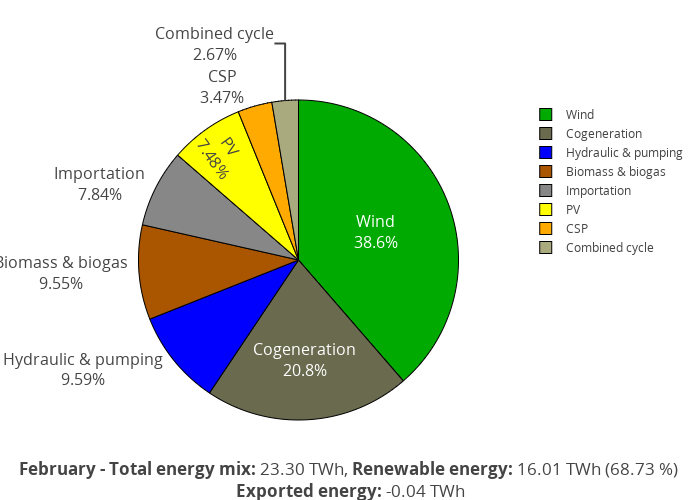 Combined cycle
2.67%
CSP
3.47%
PV
7.48%
Importation
7.84%
Biomass & biogas
9.55%
Hydraulic & pumping
9.59%
Wind
38.6%
Cogeneration
20.8%
Wind
Cogeneration
Hydraulic & pumping
Biomass & biogas
Importation
PV
CSP
Combined cycle
February - Total energy mix: 23.30 TWh, Renewable energy: 16.01 TWh (68.73 %)
Exported energy: -0.04 TWh